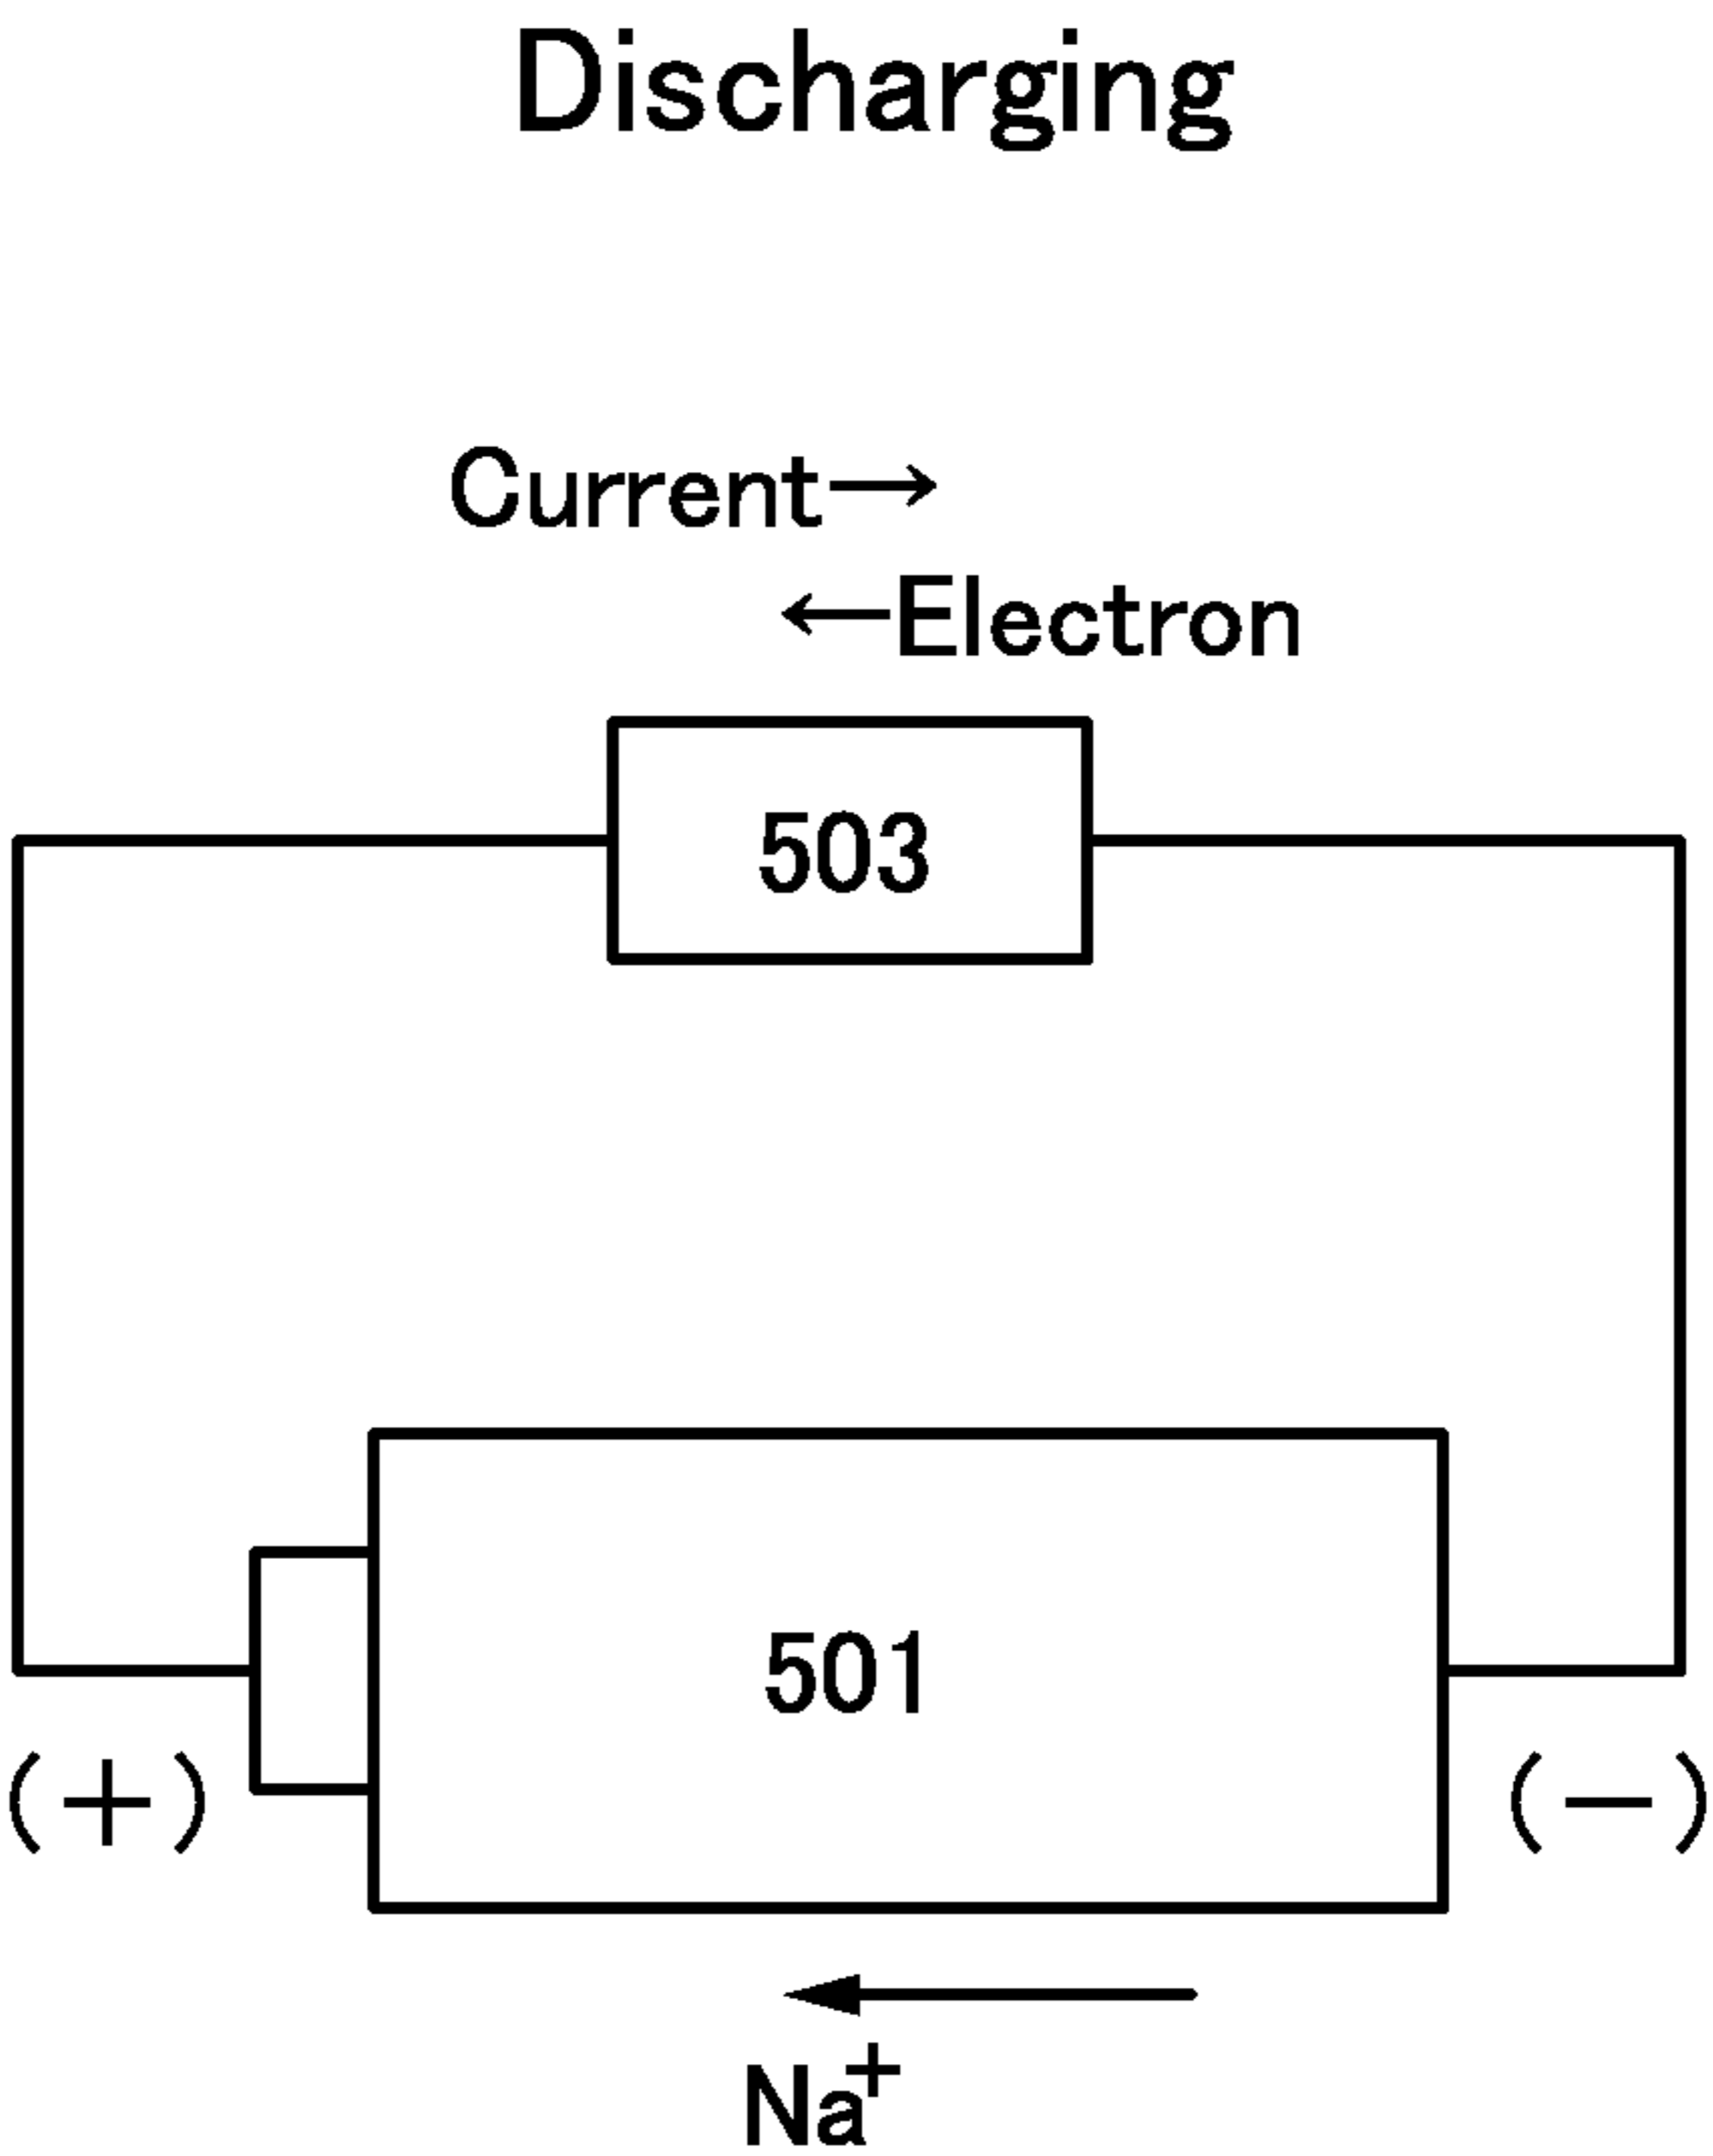 Discharging
Current→
←Electron
503
501
(+)
(−)
Na⁺